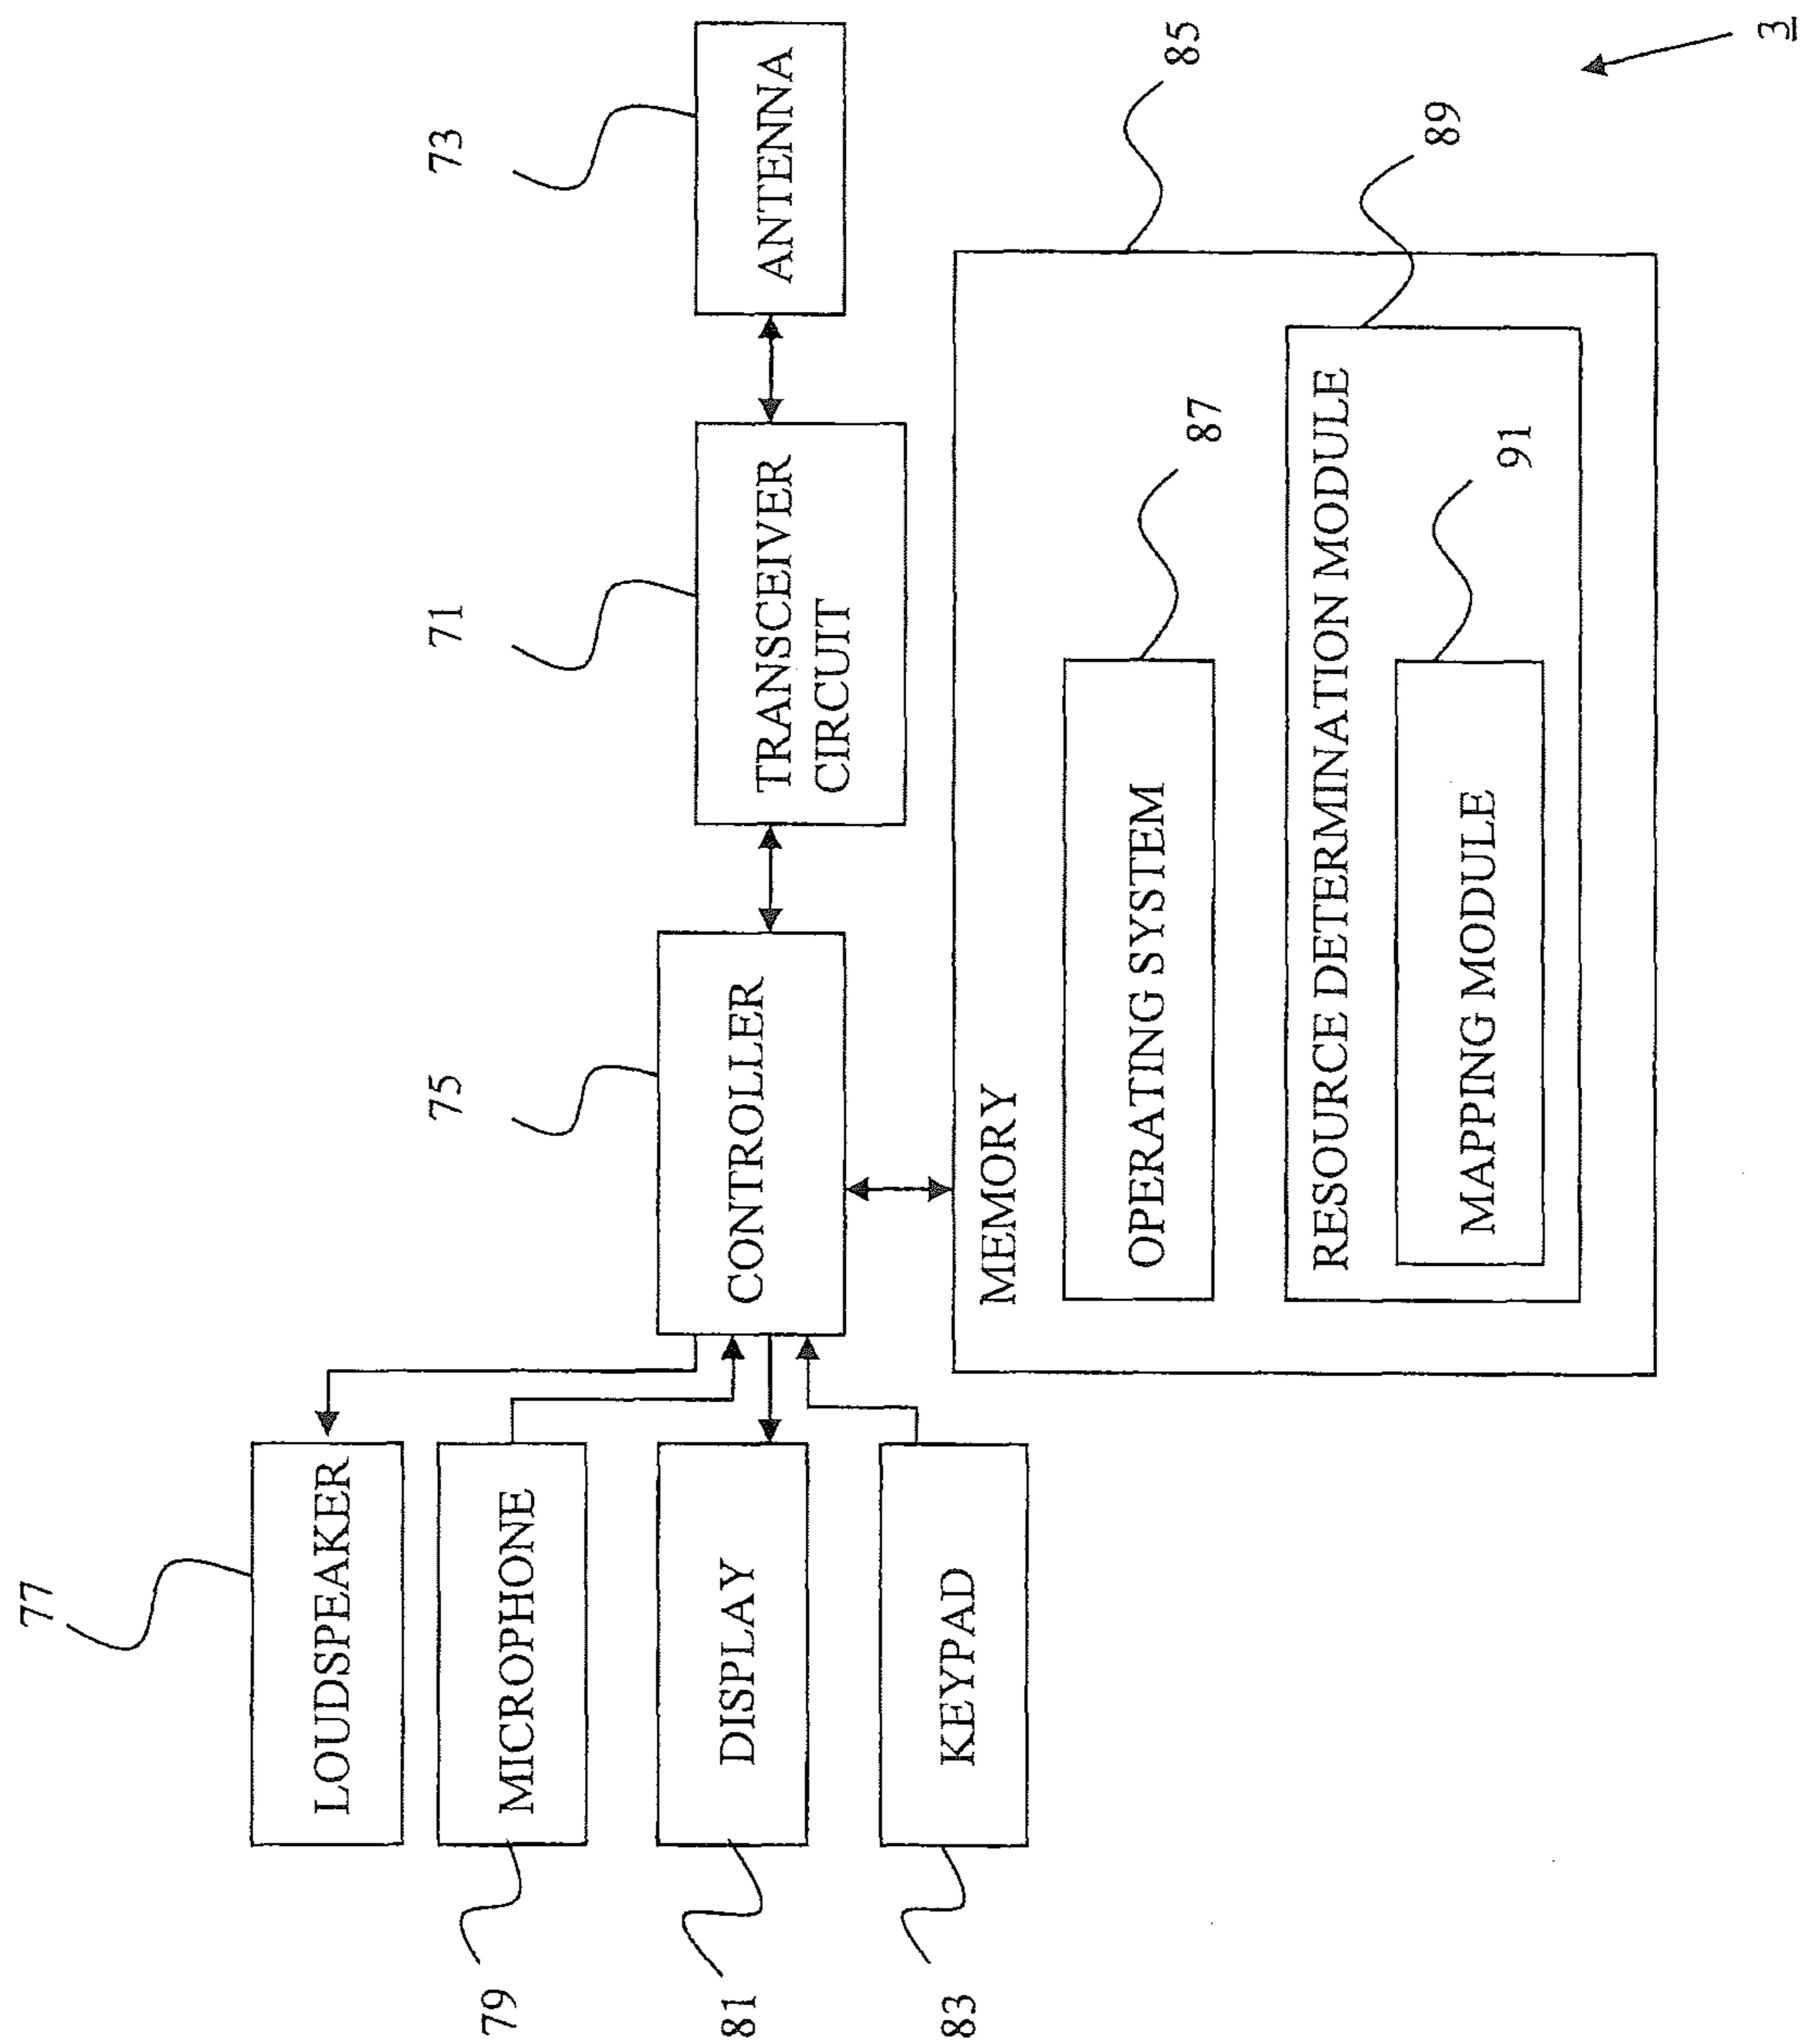 77
LOUDSPEAKER
79
MICROPHONE
81
DISPLAY
83
KEYPAD
75
CONTROLLER
71
TRANSCEIVER
CIRCUIT
73
ANTENNA
MEMORY
85
OPERATING SYSTEM
87
RESOURCE DETERMINATION MODULE
89
MAPPING MODULE
91
3